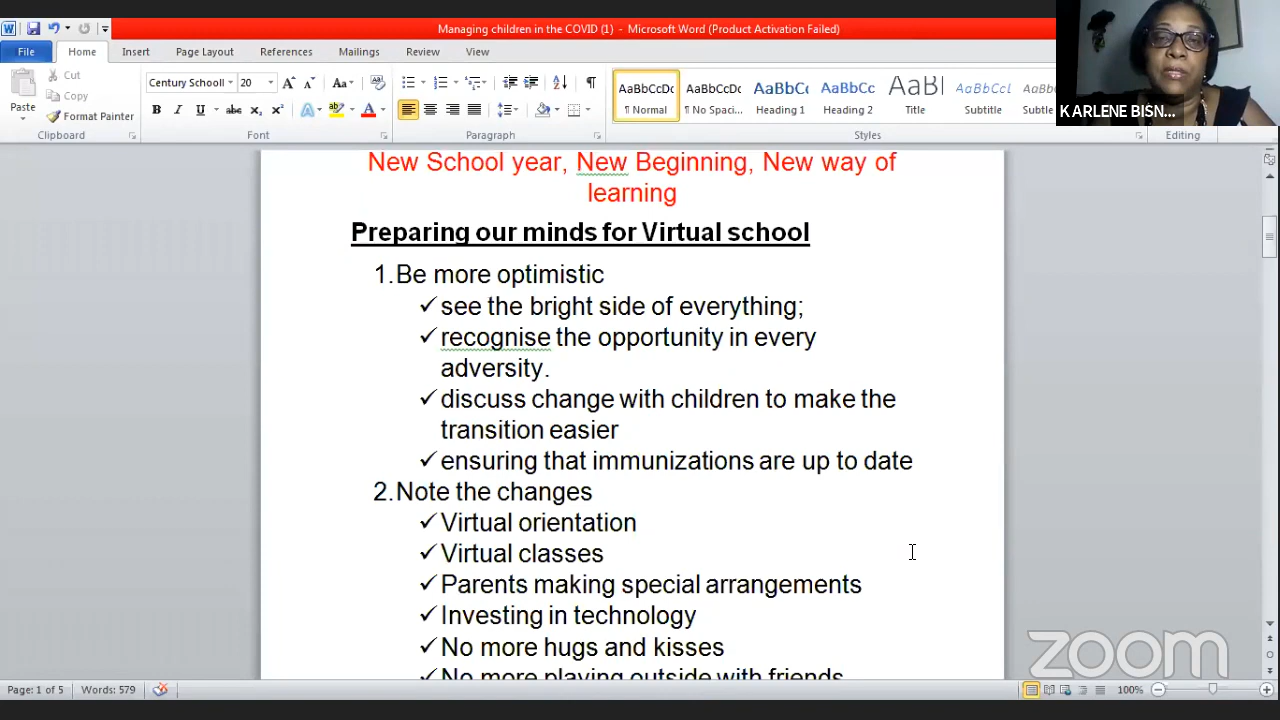 Managing children in the COVID (1) - Microsoft Word (Product Activation Failed)
File Home Insert Page Layout References Mailings Review View
Cut
Copy
Paste
Format Painter
Century Schooll 20
AaBbCcDc AaBbCcDc AaBbCc AaBbCc AaBl AaBbCcl
¶ Normal ¶ No Spaci... Heading 1 Heading 2 Title Subtitle Subtle
Clipboard Font Paragraph Styles Editing
KARLENE BISN...
New School year, New Beginning, New way of
learning
Preparing our minds for Virtual school
1. Be more optimistic
✓ see the bright side of everything;
✓ recognise the opportunity in every
adversity.
✓ discuss change with children to make the
transition easier
✓ ensuring that immunizations are up to date
2. Note the changes
✓ Virtual orientation
✓ Virtual classes
✓ Parents making special arrangements
✓ Investing in technology
✓ No more hugs and kisses
✓ No more playing outside with friends
zoom
Page: 1 of 5 Words: 579 100%